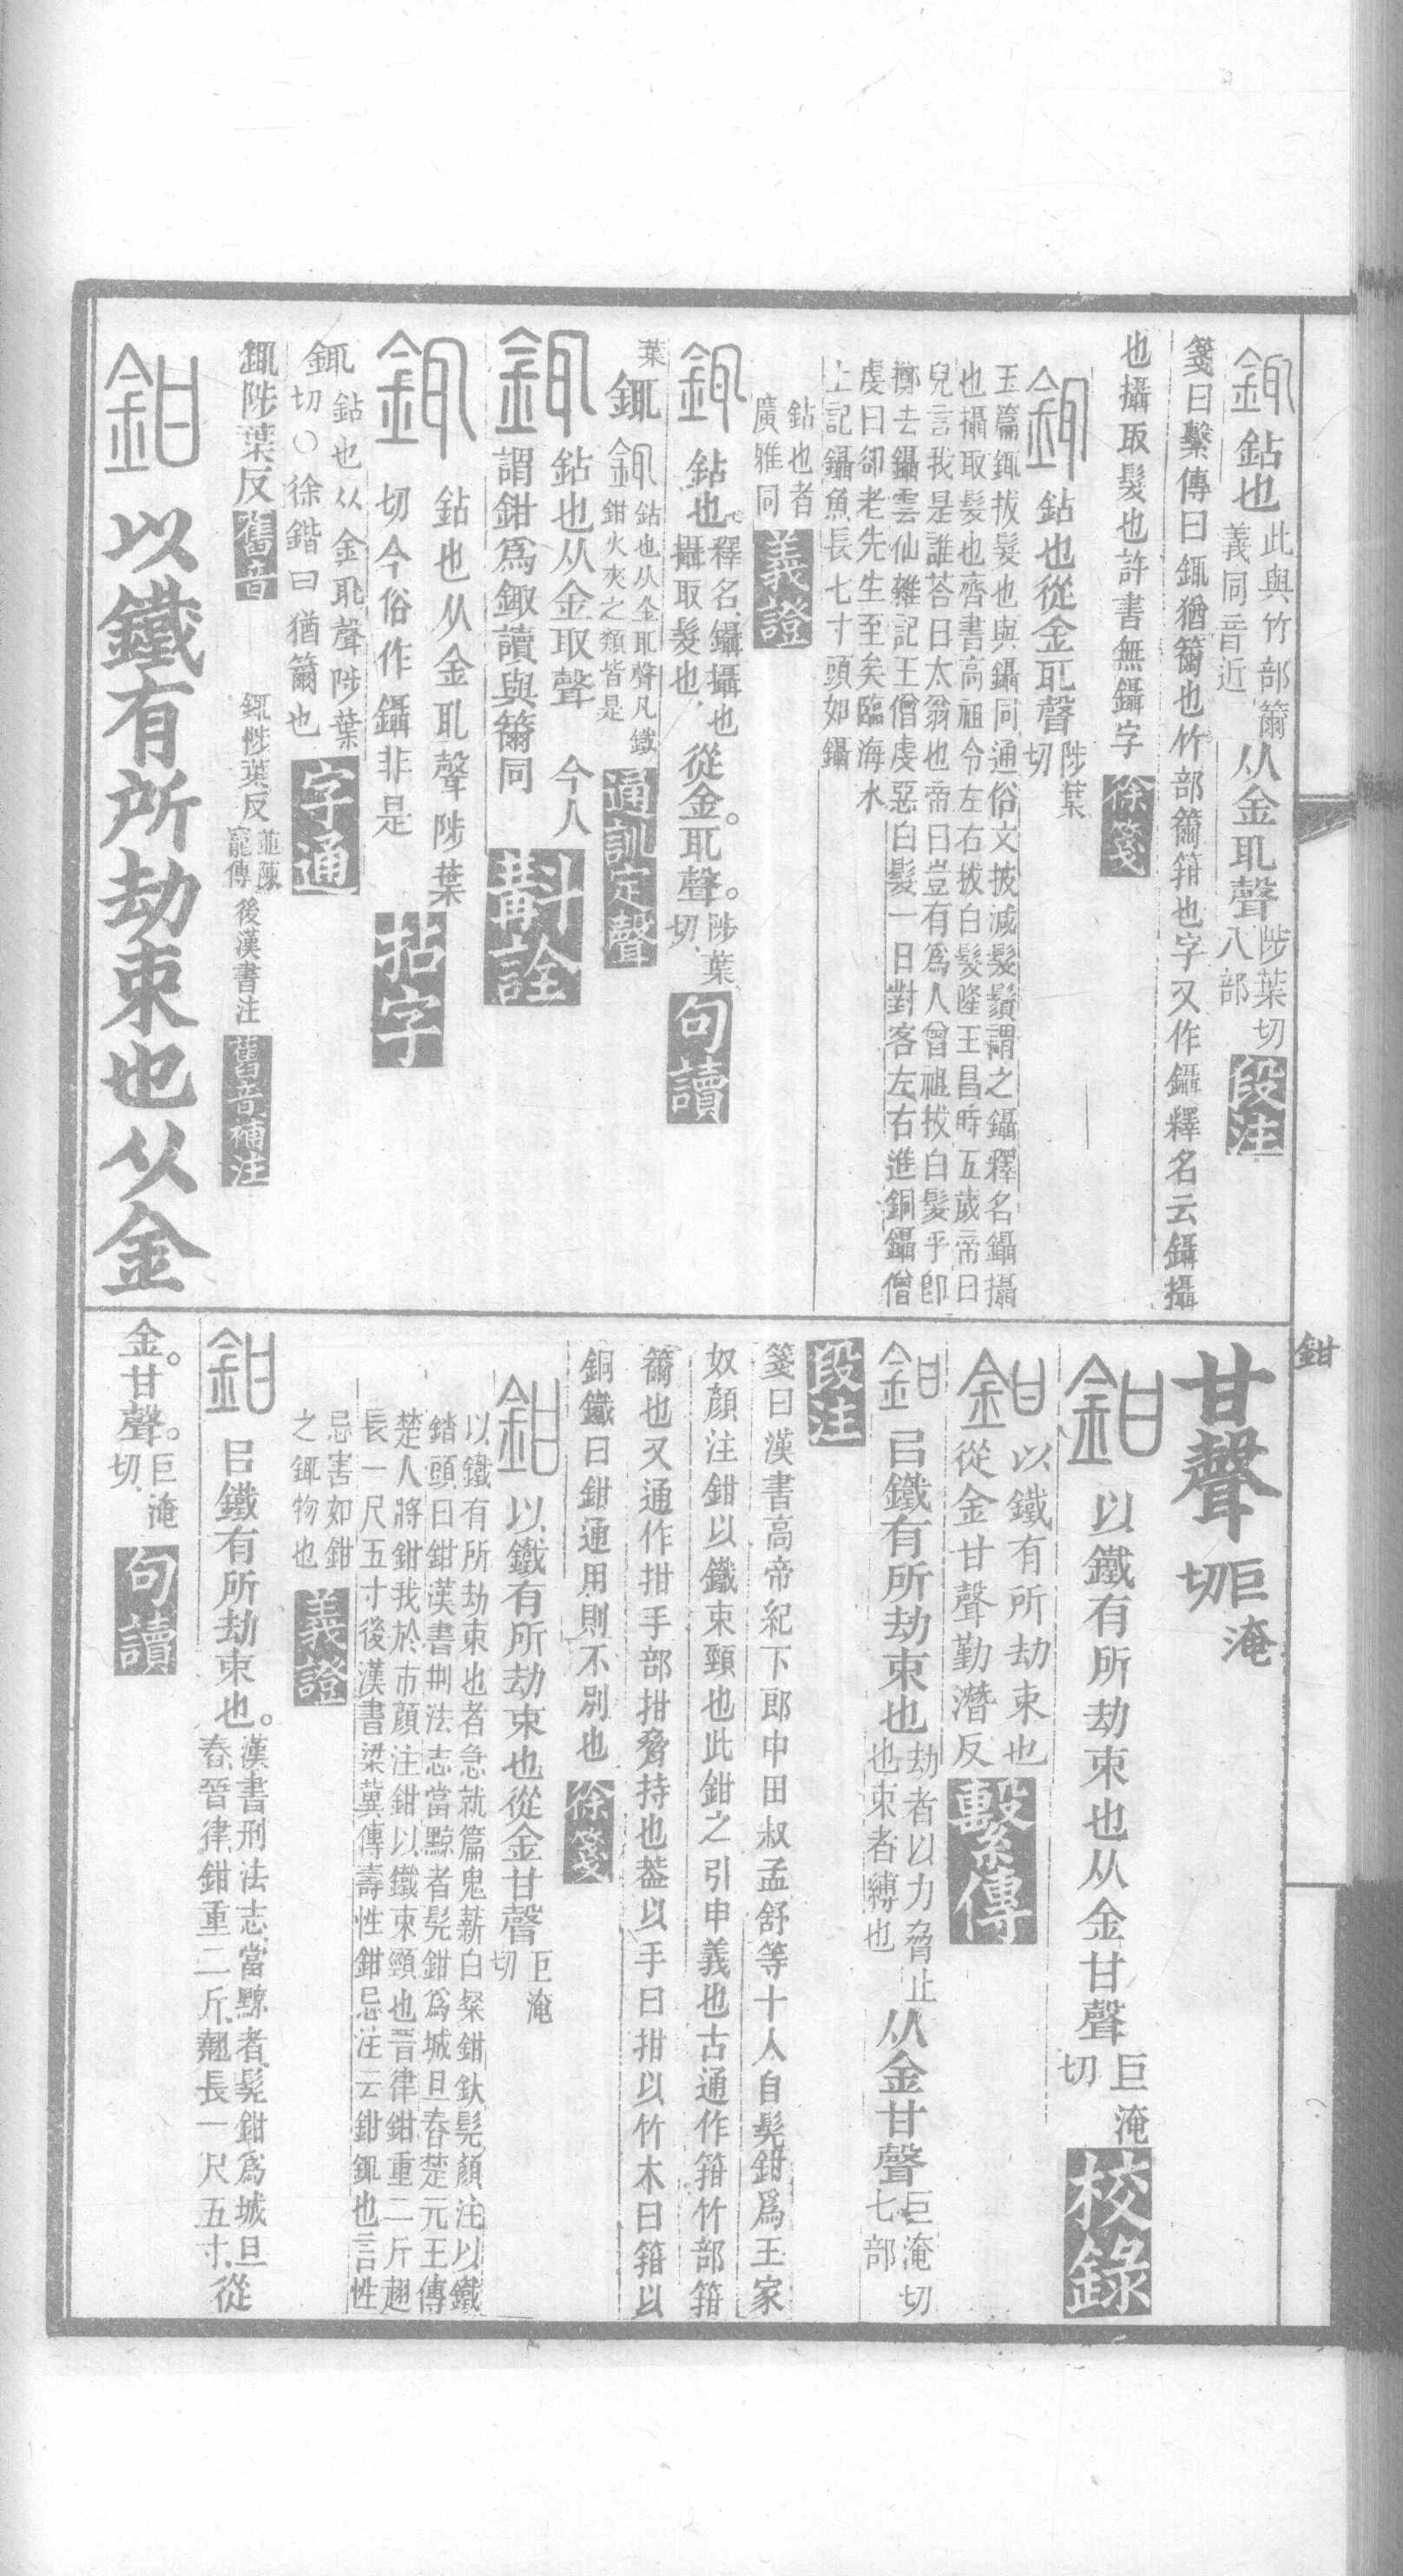 鉆也此與竹部籋義同音近从金耴聲陟葉切八部段注
箋曰繫傳曰鉔猶籋也竹部籋箝也字又作鑷釋名云鑷攝
也攝取髮也許書無鑷字徐箋
鉆也從金耴聲陟葉切
玉篇鉔拔髮也與鑷同通俗文披減髮鬚謂之鑷釋名鑷攝
也攝取髮也齊書高祖令左右拔白髮隆王昌時五歲帝曰
兒言我是誰荅曰太翁也帝曰豈有爲人曾祖拔白髮乎卽
擲去鑷雲仙雜記王僧虔惡白髮一日對客左右進銅鑷僧
虔曰卻老先生至矣臨海水
土記鑷魚長七寸頭如鑷
鉆也者
廣雅同義證
鉆也釋名鑷攝也攝取髮也從金。耴聲。陟葉切句讀
葉
鉆也从金耴聲凡鐵鉗火夾之類皆是通訓定聲
鉆也从金取聲 今人
謂鉗爲鋷讀與籋同斠詮
鉆也从金耴聲陟葉
切今俗作鑷非是拈字
鉆也从金耴聲陟葉
切〇徐鍇曰猶籋也字通
陟葉反舊音 陟葉反並陳寵傳後漢書注舊音補注
鉗以鐵有所劫束也从金
鉗
甘聲巨淹切
鉗以鐵有所劫束也从金甘聲巨淹切校錄
鉗以鐵有所劫束也
從金甘聲勤潛反繫傳
鉗㠯鐵有所劫束也劫者以力脅止也束者縛也从金甘聲巨淹切七部
段注
箋曰漢書高帝紀下郎中田叔孟舒等十人自髡鉗爲王家
奴顏注鉗以鐵束頸也此鉗之引申義也古通作箝竹部箝
籋也又通作拑手部拑脅持也葢以手曰拑以竹木曰箝以
銅鐵曰鉗通用則不別也徐箋
鉗以鐵有所劫束也從金甘聲巨淹切
以鐵有所劫束也者急就篇鬼薪白粲鉗釱髡顏注以鐵
錔頭曰鉗漢書刑法志當黥者髡鉗爲城旦舂楚元王傳
楚人將鉗我於市顏注鉗以鐵束頸也晉律鉗重二斤翹
長一尺五寸後漢書梁冀傳壽性鉗忌注云鉗鉔也言性
忌害如鉗
之鉔物也義證
鉗㠯鐵有所劫束也。漢書刑法志當黥者髡鉗爲城旦舂晉律鉗重二斤翹長一尺五寸從
金。甘聲。巨淹切句讀